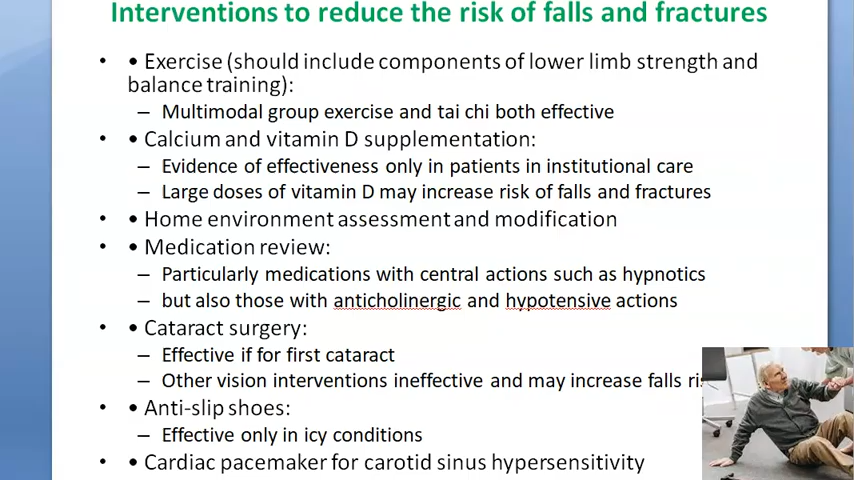 Interventions to reduce the risk of falls and fractures
• • Exercise (should include components of lower limb strength and
balance training):
– Multimodal group exercise and tai chi both effective
• • Calcium and vitamin D supplementation:
– Evidence of effectiveness only in patients in institutional care
– Large doses of vitamin D may increase risk of falls and fractures
• • Home environment assessment and modification
• • Medication review:
– Particularly medications with central actions such as hypnotics
– but also those with anticholinergic and hypotensive actions
• • Cataract surgery:
– Effective if for first cataract
– Other vision interventions ineffective and may increase falls
• • Anti-slip shoes:
– Effective only in icy conditions
• • Cardiac pacemaker for carotid sinus hypersensitivity